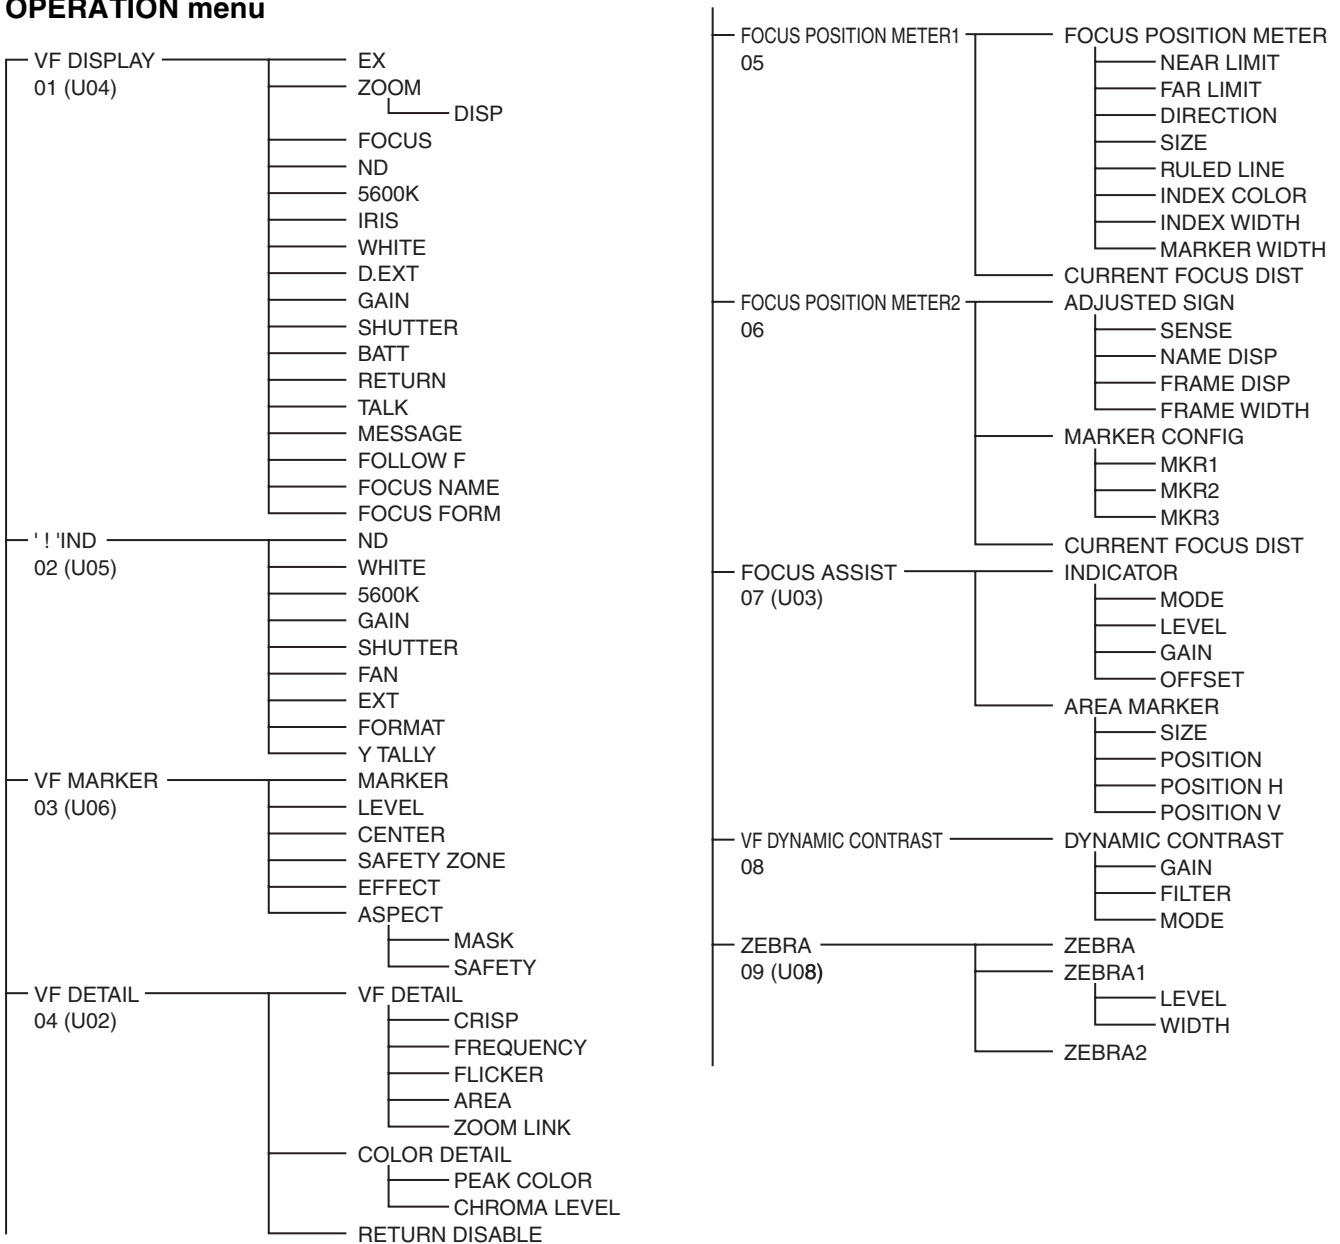 OPERATION menu
VF DISPLAY
01 (U04)
EX
ZOOM
DISP
FOCUS
ND
5600K
IRIS
WHITE
D.EXT
GAIN
SHUTTER
BATT
RETURN
TALK
MESSAGE
FOLLOW F
FOCUS NAME
FOCUS FORM
' ! 'IND
02 (U05)
ND
WHITE
5600K
GAIN
SHUTTER
FAN
EXT
FORMAT
Y TALLY
VF MARKER
03 (U06)
MARKER
LEVEL
CENTER
SAFETY ZONE
EFFECT
ASPECT
MASK
SAFETY
VF DETAIL
04 (U02)
VF DETAIL
CRISP
FREQUENCY
FLICKER
AREA
ZOOM LINK
COLOR DETAIL
PEAK COLOR
CHROMA LEVEL
RETURN DISABLE
FOCUS POSITION METER1
05
FOCUS POSITION METER
NEAR LIMIT
FAR LIMIT
DIRECTION
SIZE
RULED LINE
INDEX COLOR
INDEX WIDTH
MARKER WIDTH
CURRENT FOCUS DIST
FOCUS POSITION METER2
06
ADJUSTED SIGN
SENSE
NAME DISP
FRAME DISP
FRAME WIDTH
MARKER CONFIG
MKR1
MKR2
MKR3
CURRENT FOCUS DIST
FOCUS ASSIST
07 (U03)
INDICATOR
MODE
LEVEL
GAIN
OFFSET
AREA MARKER
SIZE
POSITION
POSITION H
POSITION V
VF DYNAMIC CONTRAST
08
DYNAMIC CONTRAST
GAIN
FILTER
MODE
ZEBRA
09 (U08)
ZEBRA
ZEBRA1
LEVEL
WIDTH
ZEBRA2